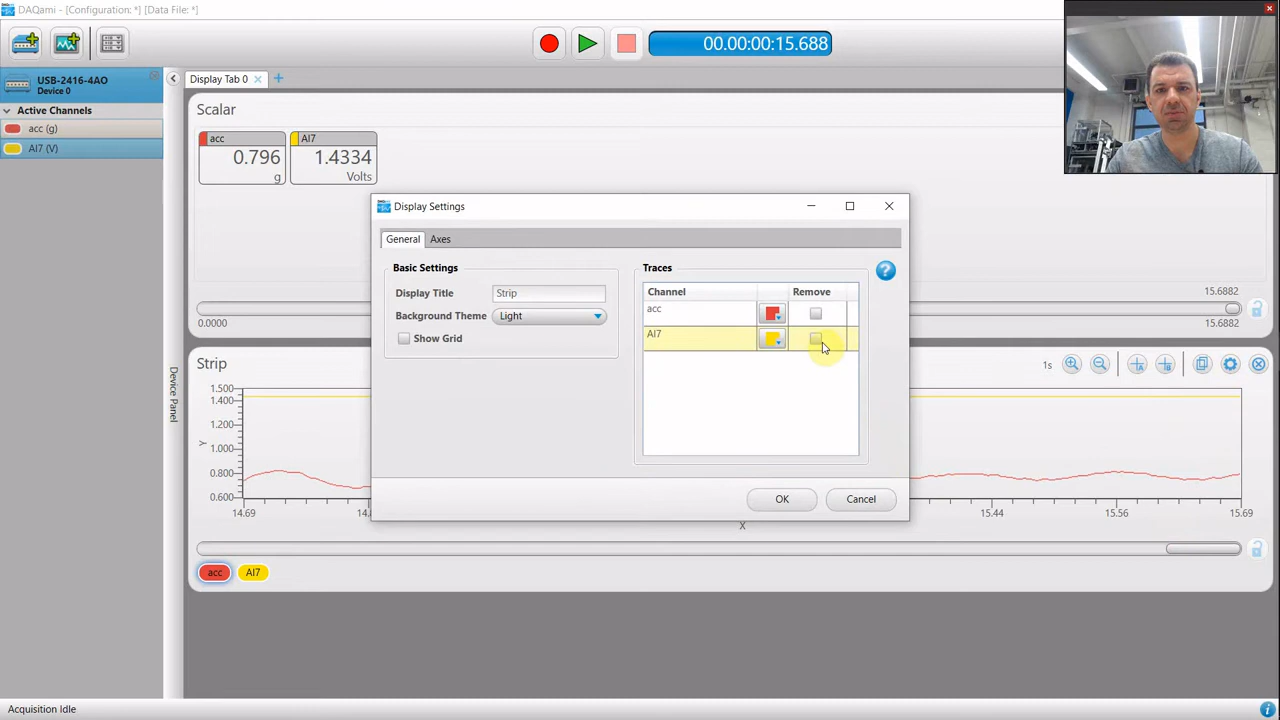 DAQami - [Configuration: *] [Data File: *]
00.00:00:15.688
USB-2416-4AO
Device 0
Active Channels
acc (g)
AI7 (V)
Display Tab 0
Scalar
acc
0.796
g
AI7
1.4334
Volts
15.6882
0.0000
15.6882
Display Settings
General
Axes
Basic Settings
Display Title
Strip
Background Theme
Light
Show Grid
Traces
Channel
Remove
acc
AI7
?
OK
Cancel
Device Panel
Strip
1s
A
B
1.500
1.400
1.200
1.000
0.800
0.600
Y
14.69
15.44
15.56
15.69
X
acc
AI7
Acquisition Idle